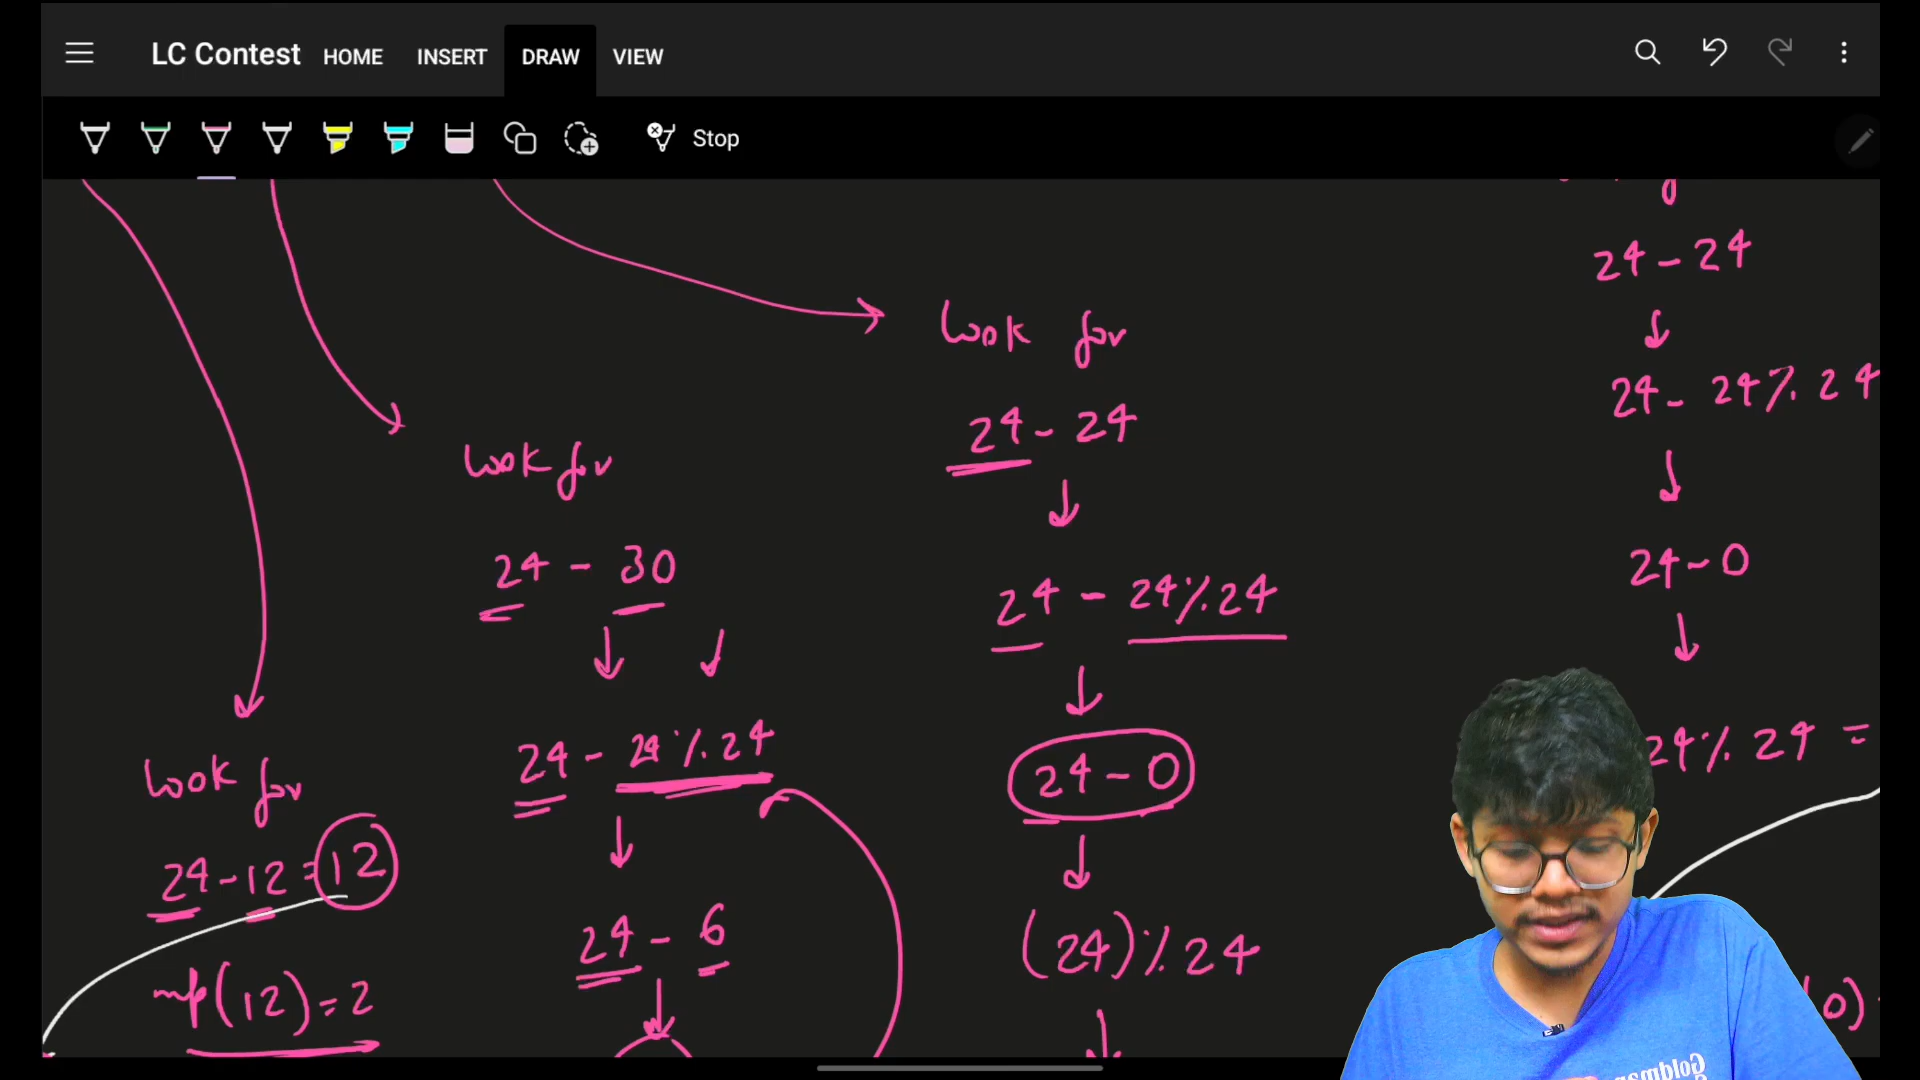 LC Contest HOME INSERT DRAW VIEW
Stop
24 - 24
24 - 24 % 24
24 - 0
24 % 24 =
0)
look for
24 - 24
24 - 24 % 24
24 - 0
(24) % 24
look for
24 - 30
24 - 24 % 24
24 - 6
look for
24 - 12 = 12
mp(12) = 2